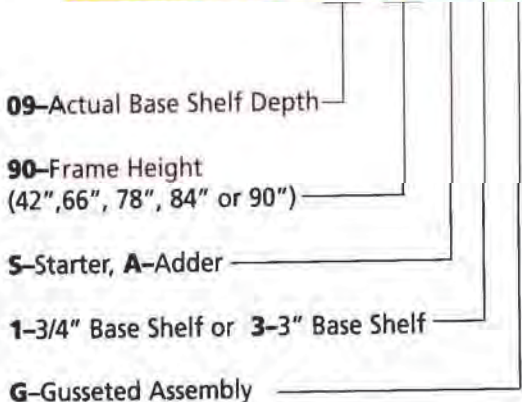 09–Actual Base Shelf Depth
90–Frame Height
(42”,66”, 78”, 84” or 90”)
S–Starter, A–Adder
1–3/4” Base Shelf or 3–3” Base Shelf
G–Gusseted Assembly